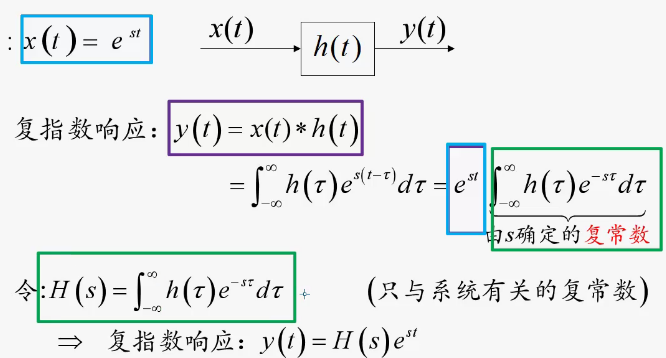 : x(t) = e^{st} x(t) h(t) y(t)
复指数响应: y(t) = x(t) * h(t)
= ∫_{-∞}^{∞} h(τ)e^{s(t-τ)}dτ = e^{st} ∫_{-∞}^{∞} h(τ)e^{-sτ}dτ
由s确定的复常数
令:H(s) = ∫_{-∞}^{∞} h(τ)e^{-sτ}dτ (只与系统有关的复常数)
⇒ 复指数响应: y(t) = H(s)e^{st}